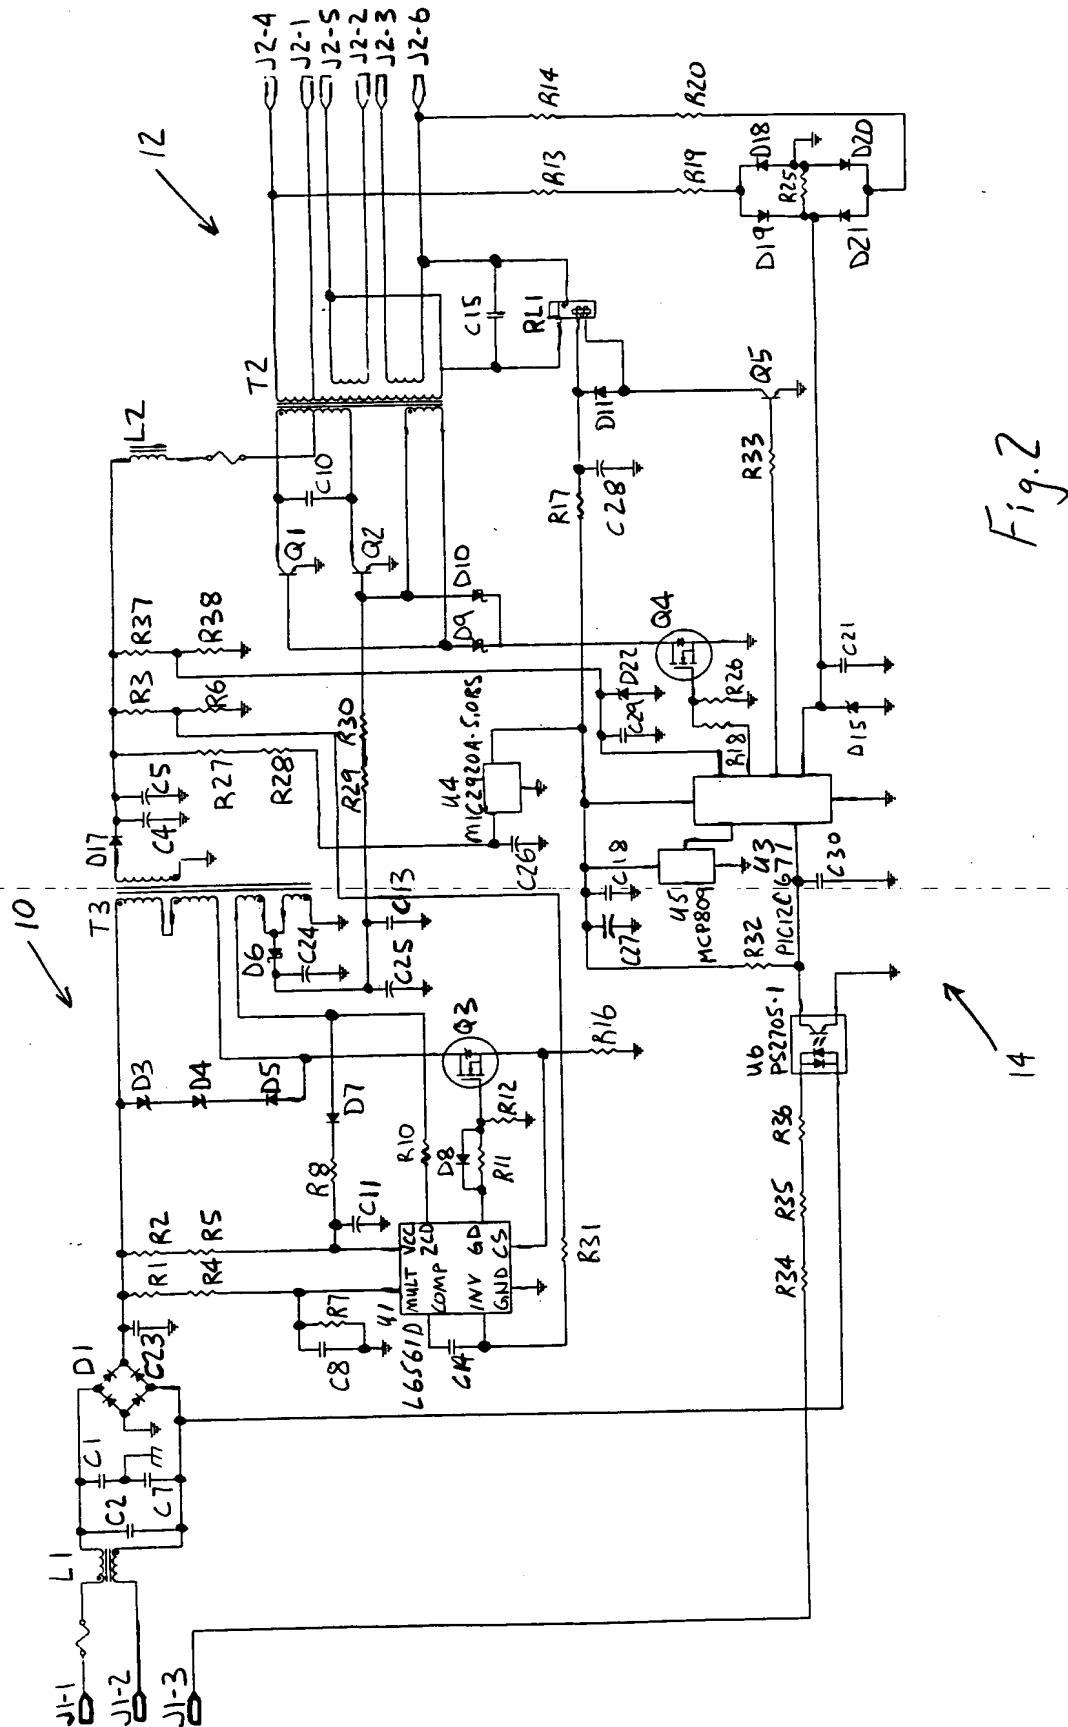 J1-1
J1-2
J1-3
L1
C2
C1
C7
D1
C23
R1
R2
R4
R5
C8
R7
U1
L6561D
MULT
VCC
COMP
ZCD
INV
GD
GND
CS
C14
C11
R8
D7
R10
D8
R11
R12
Q3
R16
R31
D3
D4
D5
10
T3
D6
C24
C25
C13
D17
C4
C5
R27
R28
R3
R6
R37
R38
R29
R30
L2
Q1
C10
Q2
D9
D10
T2
12
J2-4
J2-1
J2-5
J2-2
J2-3
J2-6
C15
RL1
D11
Q5
R33
R17
C28
R13
R14
R19
R20
D18
D19
R25
D20
D21
U4
MIC2920A-5.0BS
C26
C29
D22
Q4
R18
R26
C27
C18
U5
MCP809
U3
PIC12C671
C30
D15
C21
R32
U6
PS2705-1
R34
R35
R36
14
Fig.2